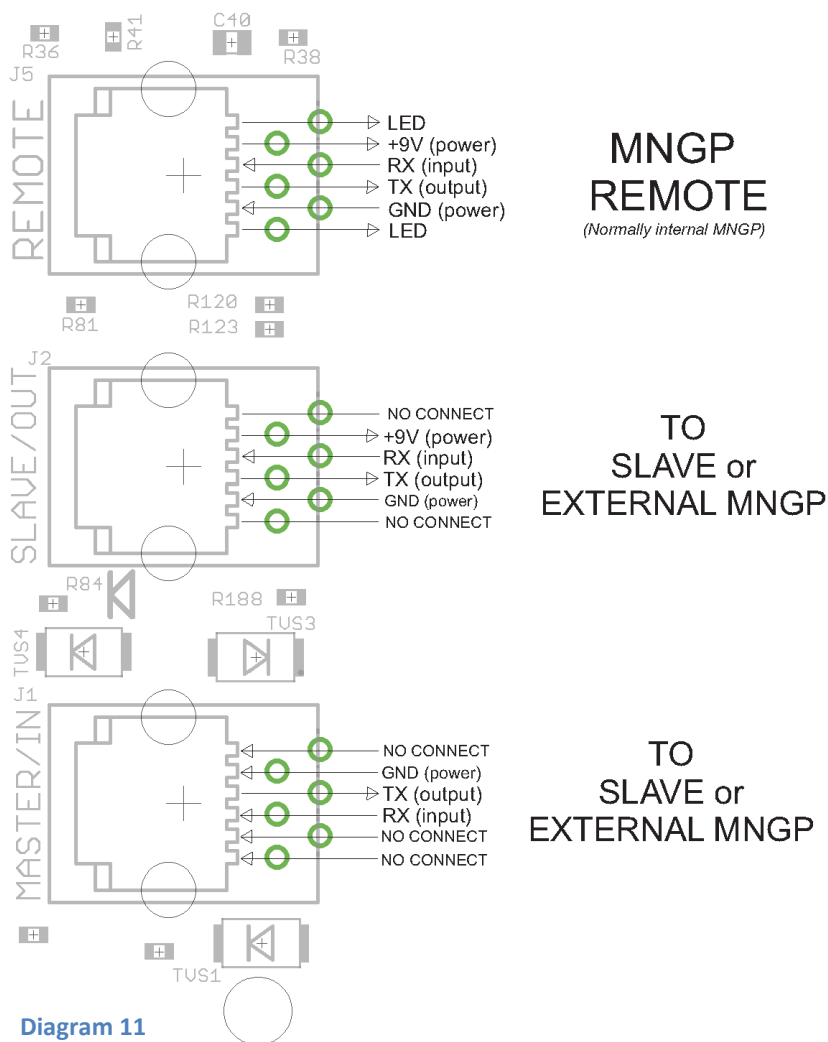 R36
R41
C40
R38
J5
REMOTE
LED
+9V (power)
RX (input)
TX (output)
GND (power)
LED
MNGP
REMOTE
(Normally internal MNGP)
R81
R120
R123
J2
SLAVE/OUT
NO CONNECT
+9V (power)
RX (input)
TX (output)
GND (power)
NO CONNECT
TO
SLAVE or
EXTERNAL MNGP
R84
R188
TVS4
TVS3
J1
MASTER/IN
NO CONNECT
GND (power)
TX (output)
RX (input)
NO CONNECT
NO CONNECT
TO
SLAVE or
EXTERNAL MNGP
TVS1
Diagram 11